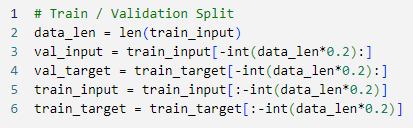 1 # Train / Validation Split
2 data_len = len(train_input)
3 val_input = train_input[-int(data_len*0.2):]
4 val_target = train_target[-int(data_len*0.2):]
5 train_input = train_input[:-int(data_len*0.2)]
6 train_target = train_target[:-int(data_len*0.2)]